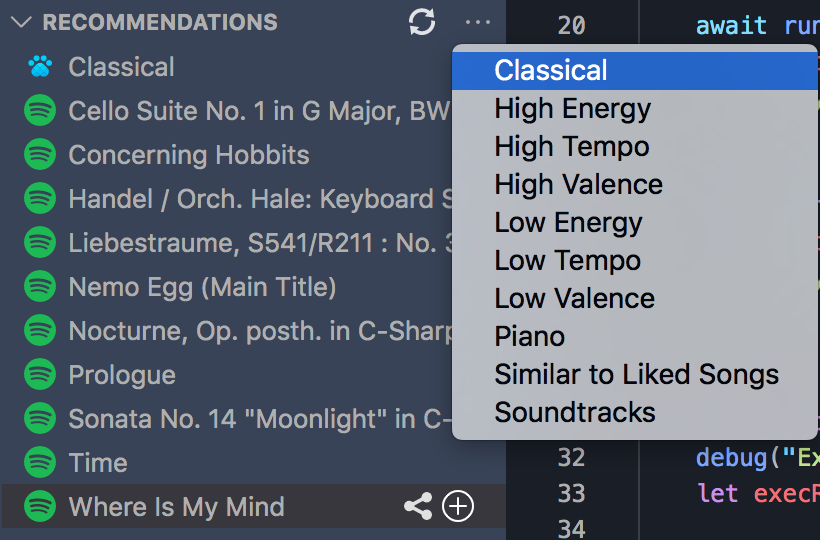 RECOMMENDATIONS
Classical
Cello Suite No. 1 in G Major, BW
Concerning Hobbits
Handel / Orch. Hale: Keyboard S
Liebestraume, S541/R211 : No. 3
Nemo Egg (Main Title)
Nocturne, Op. posth. in C-Sharp
Prologue
Sonata No. 14 "Moonlight" in C-
Time
Where Is My Mind
Classical
High Energy
High Tempo
High Valence
Low Energy
Low Tempo
Low Valence
Piano
Similar to Liked Songs
Soundtracks
20 await run
32 debug("Ex
33 let execR
34